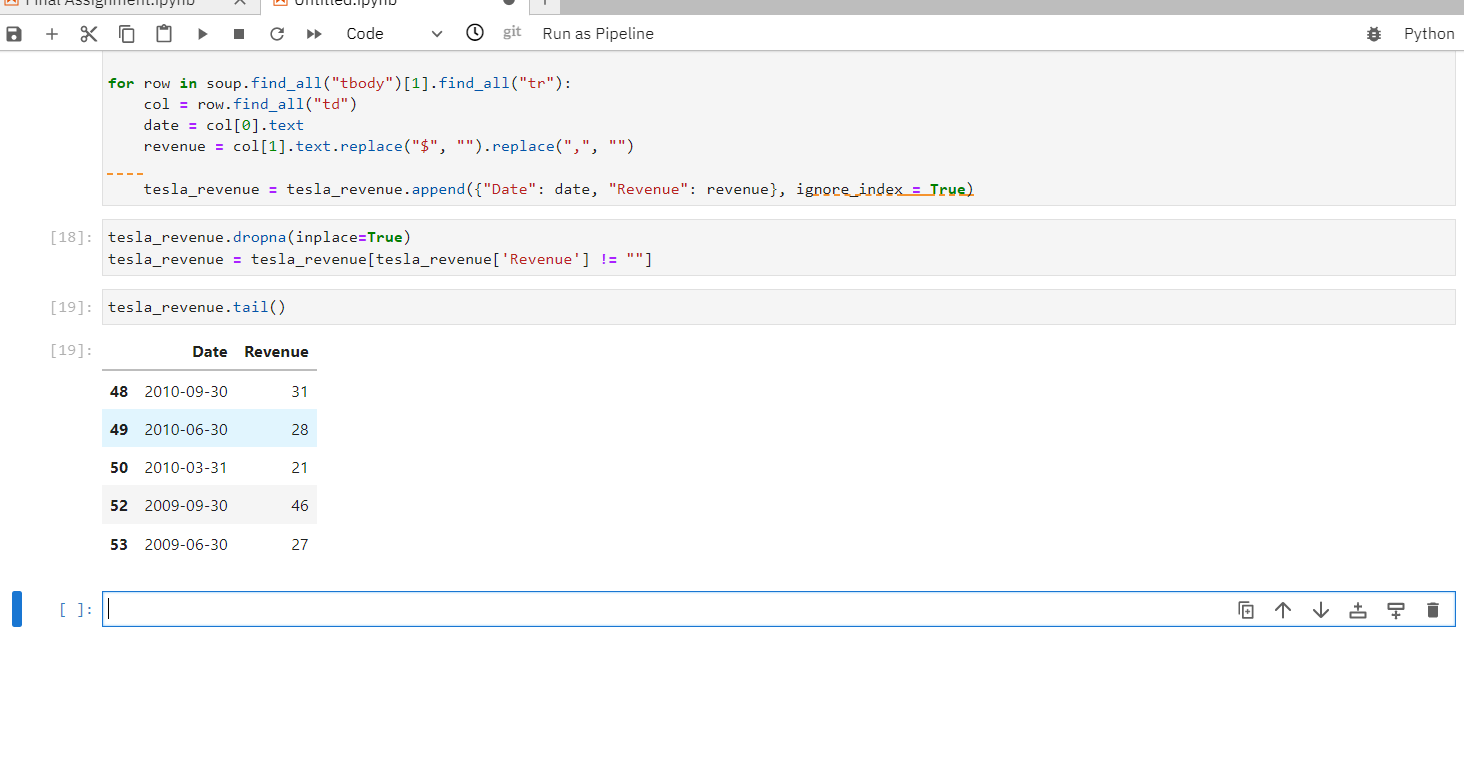 Final Assignment.ipynb
Untitled.ipynb
Code
git
Run as Pipeline
Python
for row in soup.find_all("tbody")[1].find_all("tr"):
col = row.find_all("td")
date = col[0].text
revenue = col[1].text.replace("$", "").replace(",", "")
tesla_revenue = tesla_revenue.append({"Date": date, "Revenue": revenue}, ignore_index = True)
[18]:
tesla_revenue.dropna(inplace=True)
tesla_revenue = tesla_revenue[tesla_revenue['Revenue'] != ""]
[19]:
tesla_revenue.tail()
[19]:
Date Revenue
48 2010-09-30 31
49 2010-06-30 28
50 2010-03-31 21
52 2009-09-30 46
53 2009-06-30 27
[ ]: